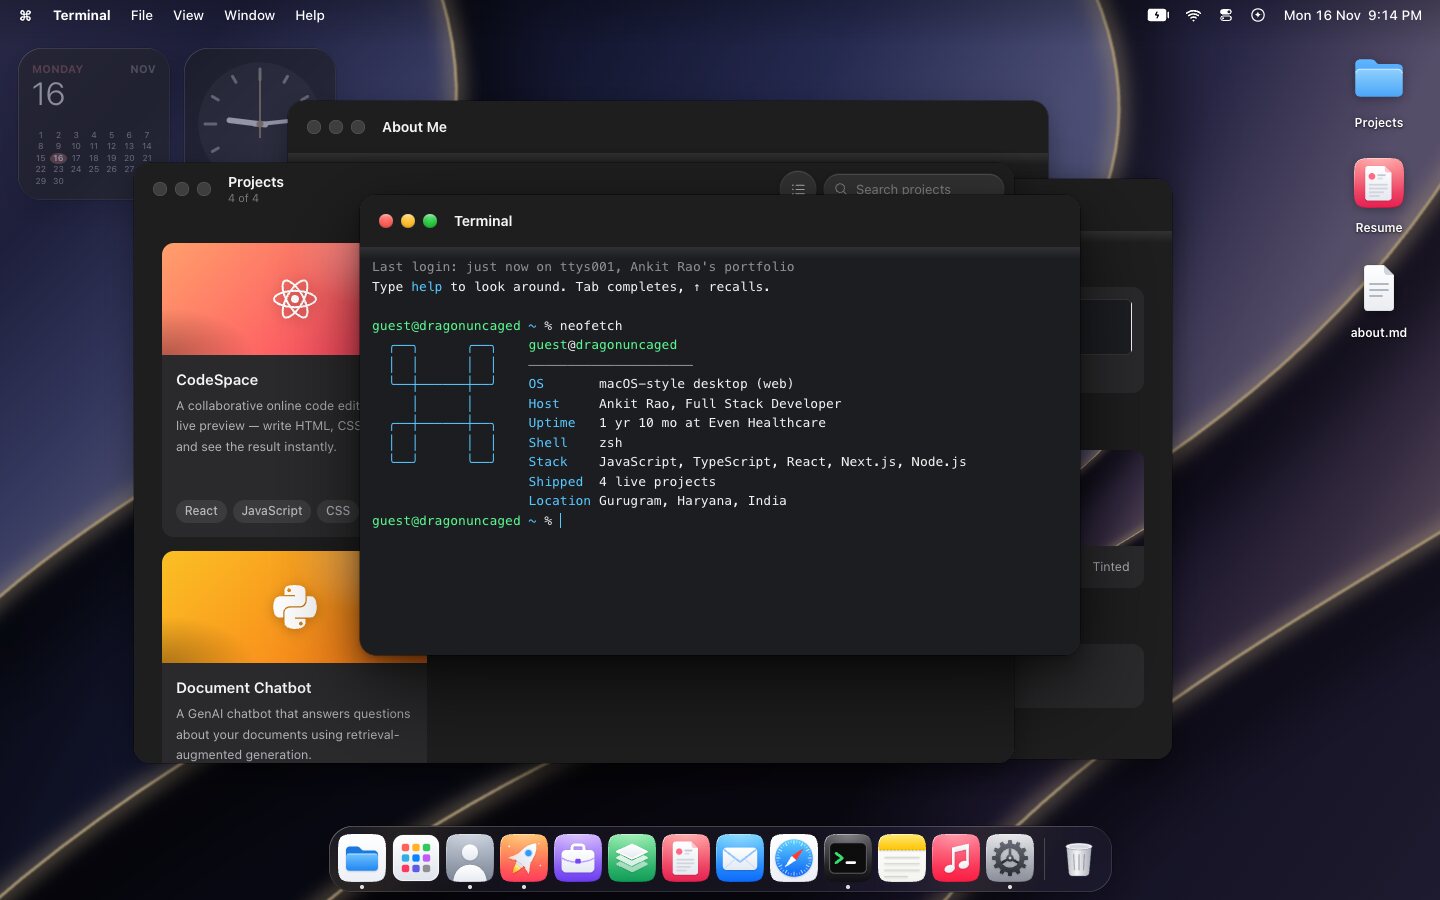 ⌘ Terminal File View Window Help
Mon 16 Nov 9:14 PM
MONDAY NOV
16
1 2 3 4 5 6 7
8 9 10 11 12 13 14
15 16 17 18 19 20 21
22 23 24 25 26 27
29 30
About Me
Projects
4 of 4
Search projects
CodeSpace
A collaborative online code edit
live preview — write HTML, CSS
and see the result instantly.
React JavaScript CSS
Document Chatbot
A GenAI chatbot that answers questions
about your documents using retrieval-
augmented generation.
Terminal
Last login: just now on ttys001, Ankit Rao's portfolio
Type help to look around. Tab completes, ↑ recalls.
guest@dragonuncaged ~ % neofetch
guest@dragonuncaged
─────────────────────
OS macOS-style desktop (web)
Host Ankit Rao, Full Stack Developer
Uptime 1 yr 10 mo at Even Healthcare
Shell zsh
Stack JavaScript, TypeScript, React, Next.js, Node.js
Shipped 4 live projects
Location Gurugram, Haryana, India
guest@dragonuncaged ~ %
Tinted
Projects
Resume
about.md